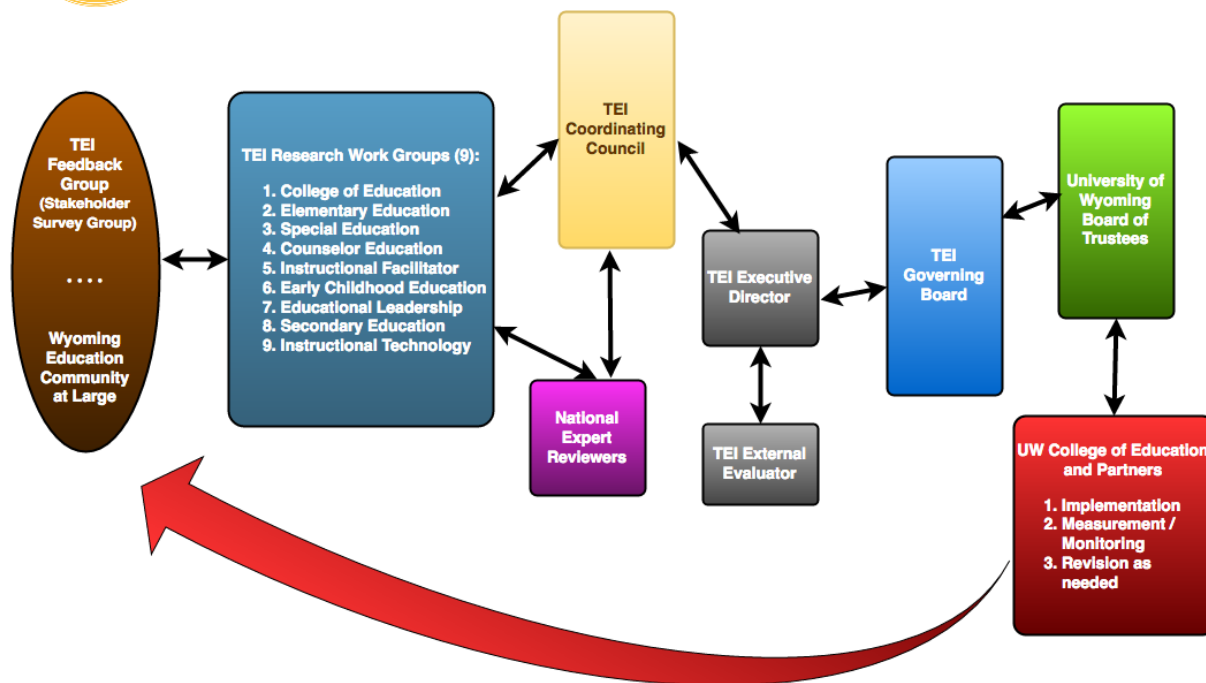 TEI
Feedback
Group
(Stakeholder
Survey Group)
. . . .
Wyoming
Education
Community
at Large
TEI Research Work Groups (9):
1. College of Education
2. Elementary Education
3. Special Education
4. Counselor Education
5. Instructional Facilitator
6. Early Childhood Education
7. Educational Leadership
8. Secondary Education
9. Instructional Technology
TEI
Coordinating
Council
National
Expert
Reviewers
TEI Executive
Director
TEI External
Evaluator
TEI
Governing
Board
University of
Wyoming
Board of
Trustees
UW College of Education
and Partners
1. Implementation
2. Measurement /
Monitoring
3. Revision as
needed